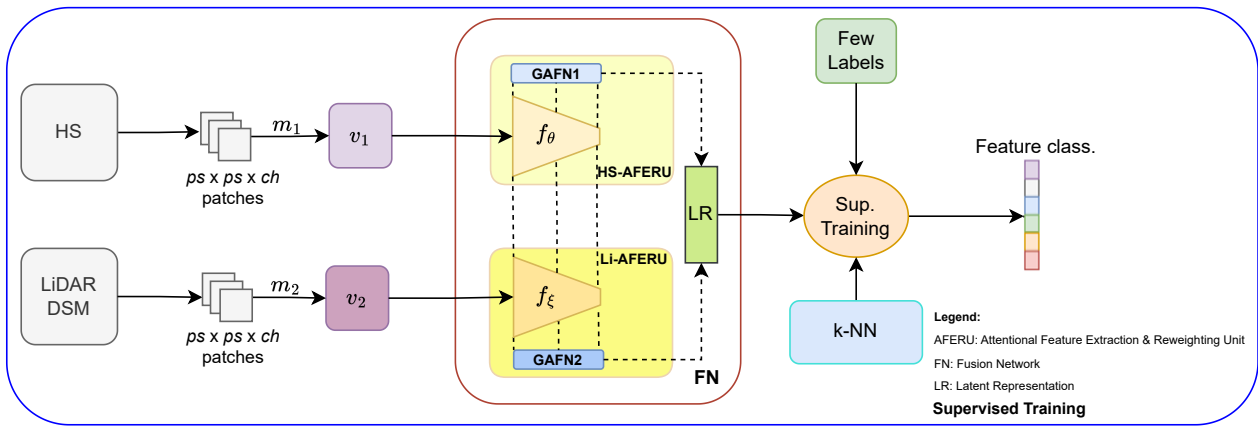 HS
ps x ps x ch
patches
m₁
v₁
GAFN1
f_θ
HS-AFERU
LiDAR
DSM
ps x ps x ch
patches
m₂
v₂
Li-AFERU
f_ξ
GAFN2
FN
LR
Few
Labels
Sup.
Training
k-NN
Feature class.
Legend:
AFERU: Attentional Feature Extraction & Reweighting Unit
FN: Fusion Network
LR: Latent Representation
Supervised Training